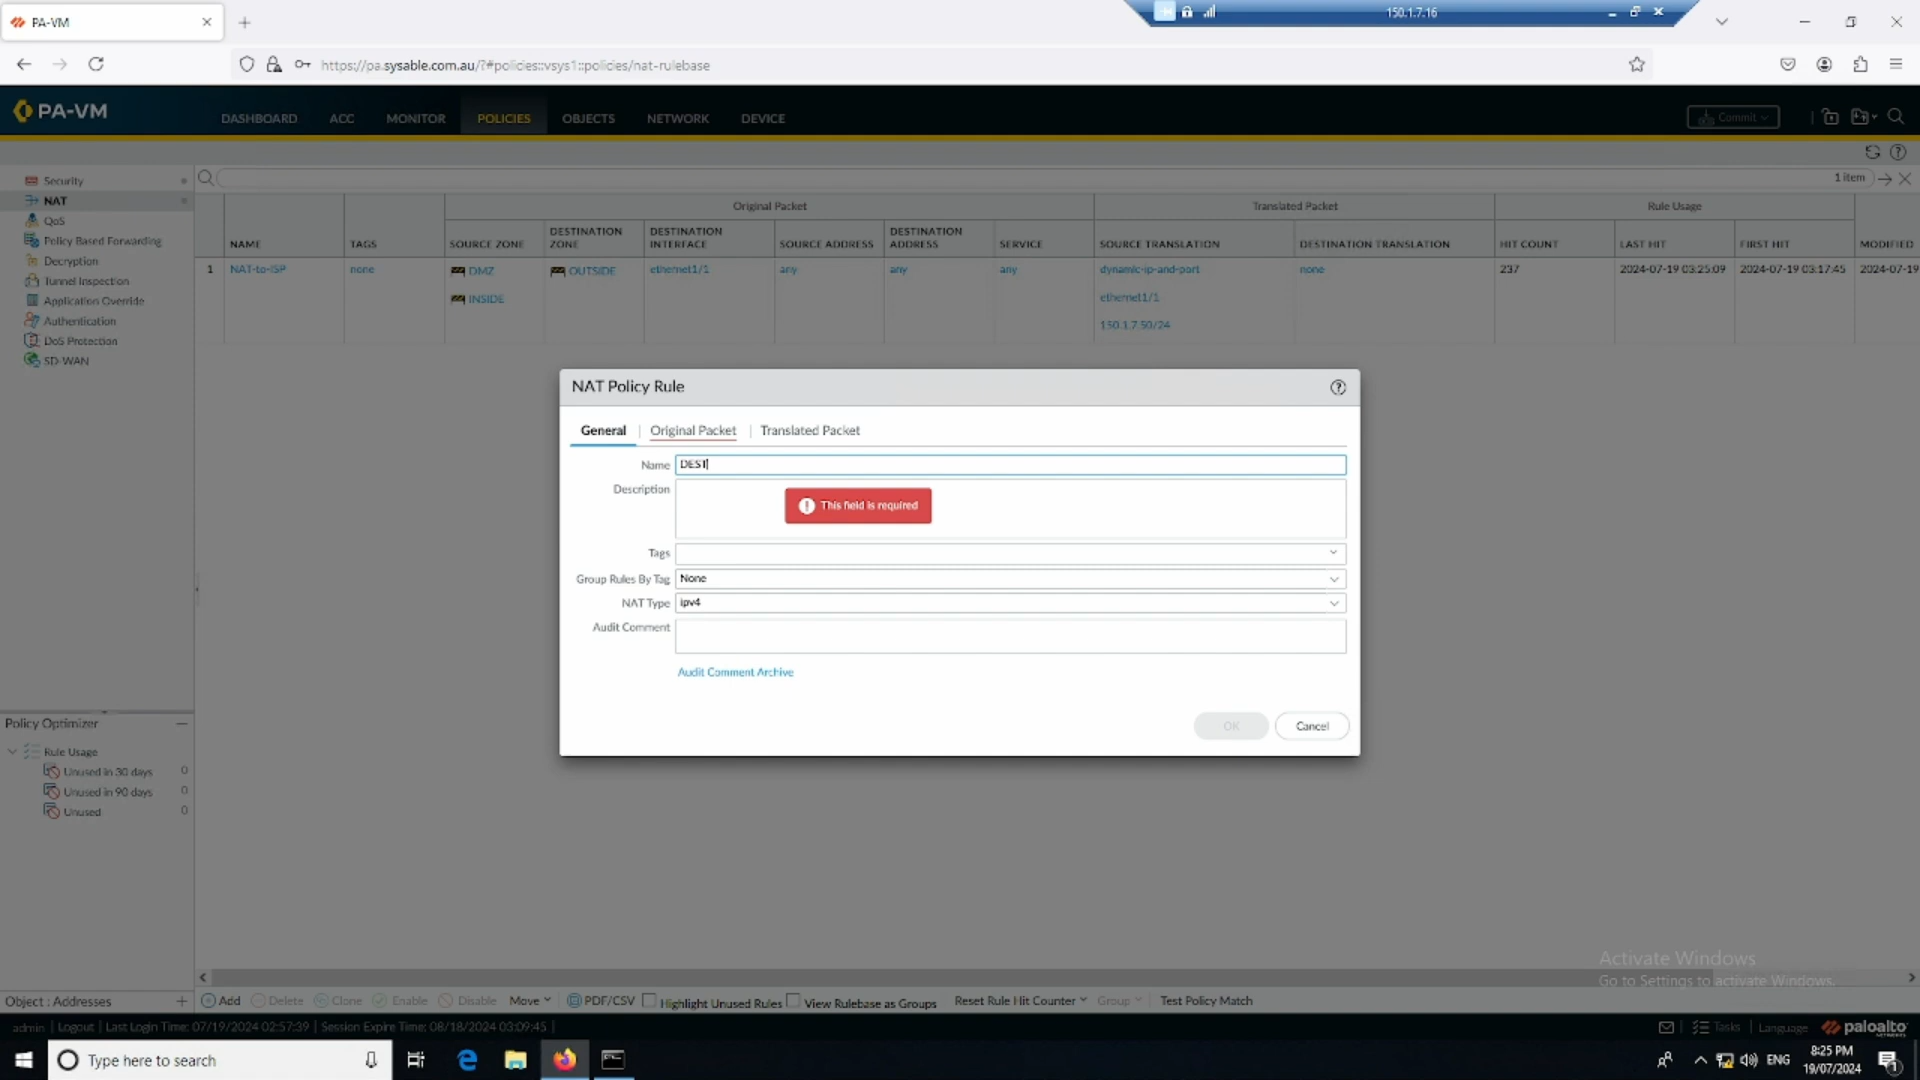 PA-VM
150.1.7.16
https://pa.sysable.com.au/?#policies::vsys1::policies/nat-rulebase
PA-VM
DASHBOARD ACC MONITOR POLICIES OBJECTS NETWORK DEVICE
Commit
Security
NAT
QoS
Policy Based Forwarding
Decryption
Tunnel Inspection
Application Override
Authentication
DoS Protection
SD-WAN
1 item
Original Packet Translated Packet Rule Usage
NAME TAGS SOURCE ZONE DESTINATION ZONE DESTINATION INTERFACE SOURCE ADDRESS DESTINATION ADDRESS SERVICE SOURCE TRANSLATION DESTINATION TRANSLATION HIT COUNT LAST HIT FIRST HIT MODIFIED
1 NAT-to-ISP none DMZ OUTSIDE ethernet1/1 any any any dynamic-ip-and-port none 237 2024-07-19 03:25:09 2024-07-19 03:17:45 2024-07-19
INSIDE ethernet1/1
150.1.7.50/24
NAT Policy Rule
General Original Packet Translated Packet
Name DEST
Description
This field is required
Tags
Group Rules By Tag None
NAT Type ipv4
Audit Comment
Audit Comment Archive
OK Cancel
Policy Optimizer
Rule Usage
Unused in 30 days 0
Unused in 90 days 0
Unused 0
Activate Windows
Go to Settings to activate Windows.
Object : Addresses
Add Delete Clone Enable Disable Move PDF/CSV Highlight Unused Rules View Rulebase as Groups Reset Rule Hit Counter Group Test Policy Match
admin | Logout | Last Login Time: 07/19/2024 02:57:39 | Session Expire Time: 08/18/2024 03:09:45 |
Tasks | Language paloalto NETWORKS
Type here to search
ENG
8:25 PM
19/07/2024
1